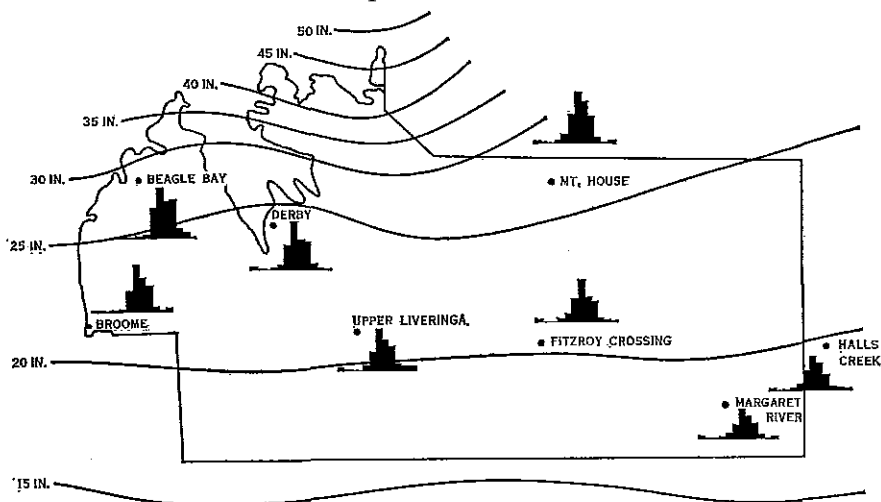 50 IN.
45 IN.
40 IN.
35 IN.
MT. HOUSE
30 IN.
BEAGLE BAY
DERBY
25 IN.
BROOME
UPPER LIVERINGA.
FITZROY CROSSING
HALLS
CREEK
20 IN.
MARGARET
RIVER
15 IN.